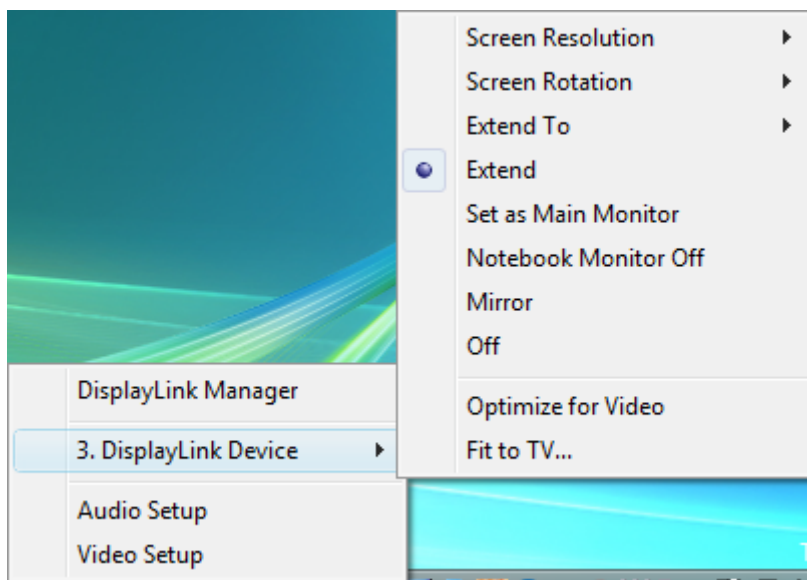 Screen Resolution
Screen Rotation
Extend To
Extend
Set as Main Monitor
Notebook Monitor Off
Mirror
Off
Optimize for Video
Fit to TV...
DisplayLink Manager
3. DisplayLink Device
Audio Setup
Video Setup